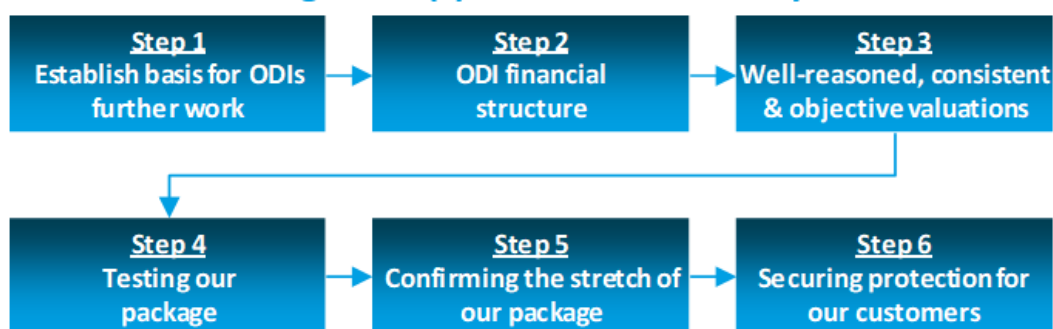 Step 1
Establish basis for ODIs
further work
Step 2
ODI financial
structure
Step 3
Well-reasoned, consistent
& objective valuations
Step 4
Testing our
package
Step 5
Confirming the stretch of
our package
Step 6
Securing protection for
our customers